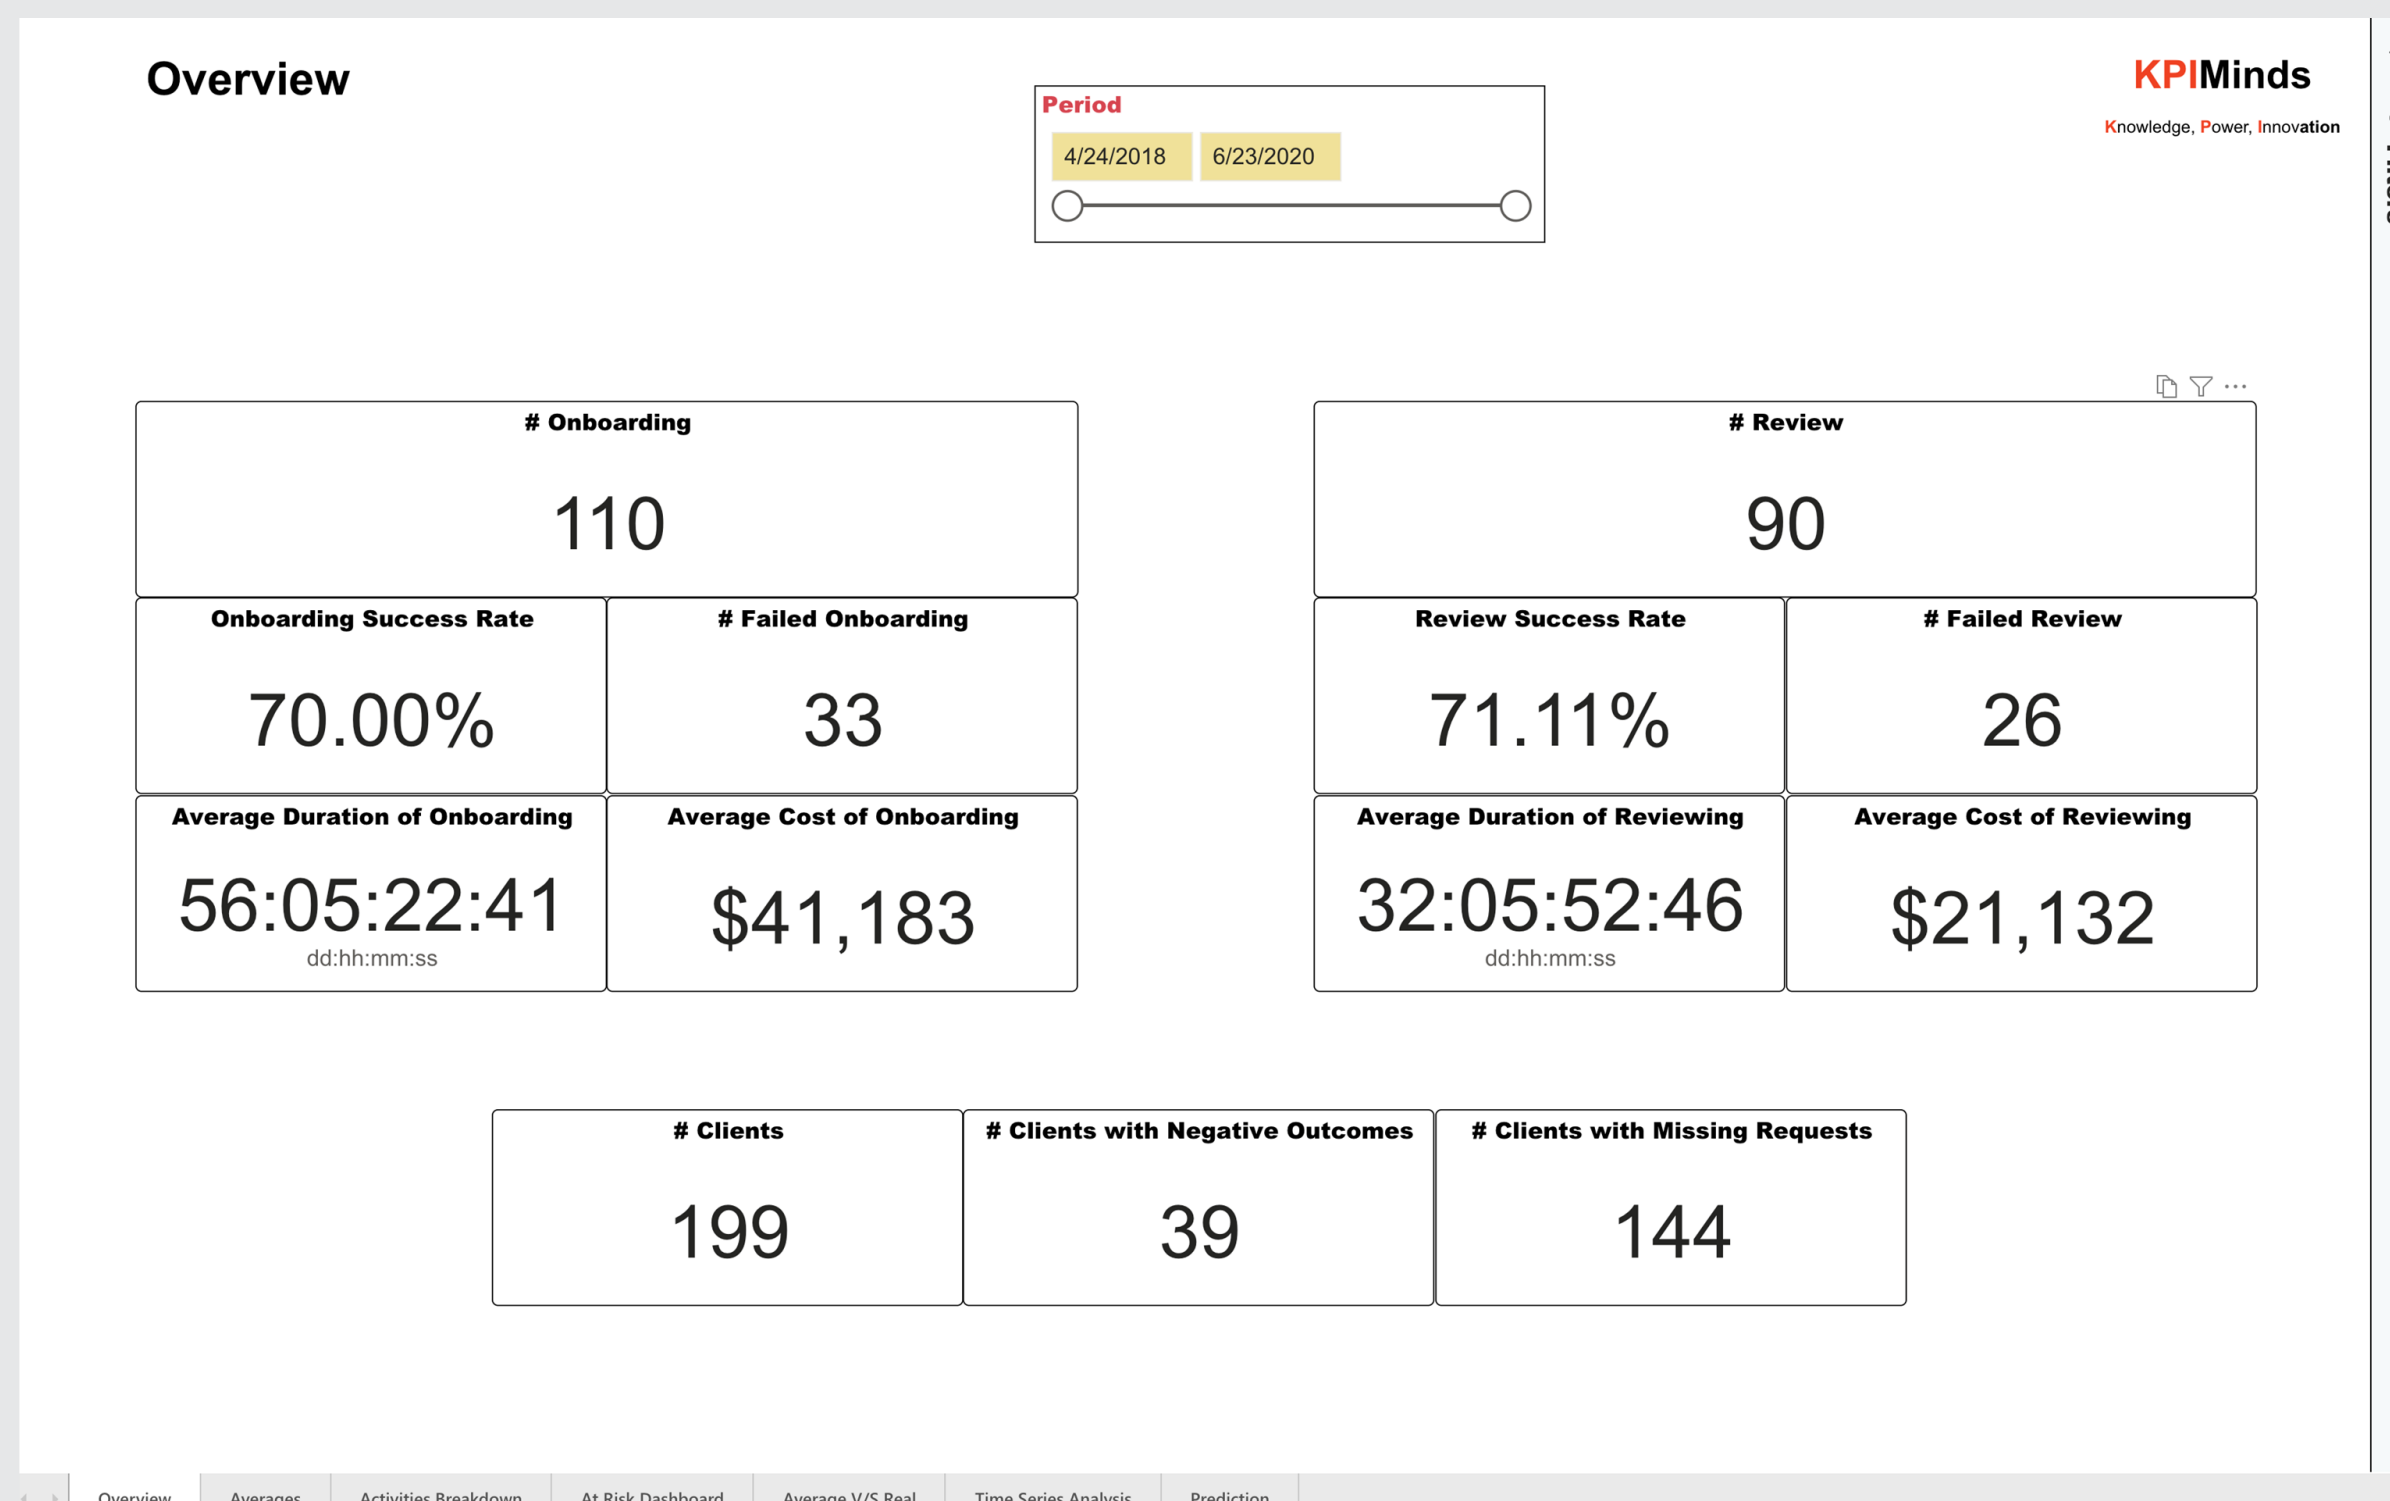 Overview
KPIMinds
Knowledge, Power, Innovation
Period
4/24/2018 6/23/2020
# Onboarding
110
Onboarding Success Rate
70.00%
# Failed Onboarding
33
Average Duration of Onboarding
56:05:22:41
dd:hh:mm:ss
Average Cost of Onboarding
$41,183
# Review
90
Review Success Rate
71.11%
# Failed Review
26
Average Duration of Reviewing
32:05:52:46
dd:hh:mm:ss
Average Cost of Reviewing
$21,132
# Clients
199
# Clients with Negative Outcomes
39
# Clients with Missing Requests
144
Overview Averages Activities Breakdown At Risk Dashboard Average V/S Real Time Series Analysis Prediction